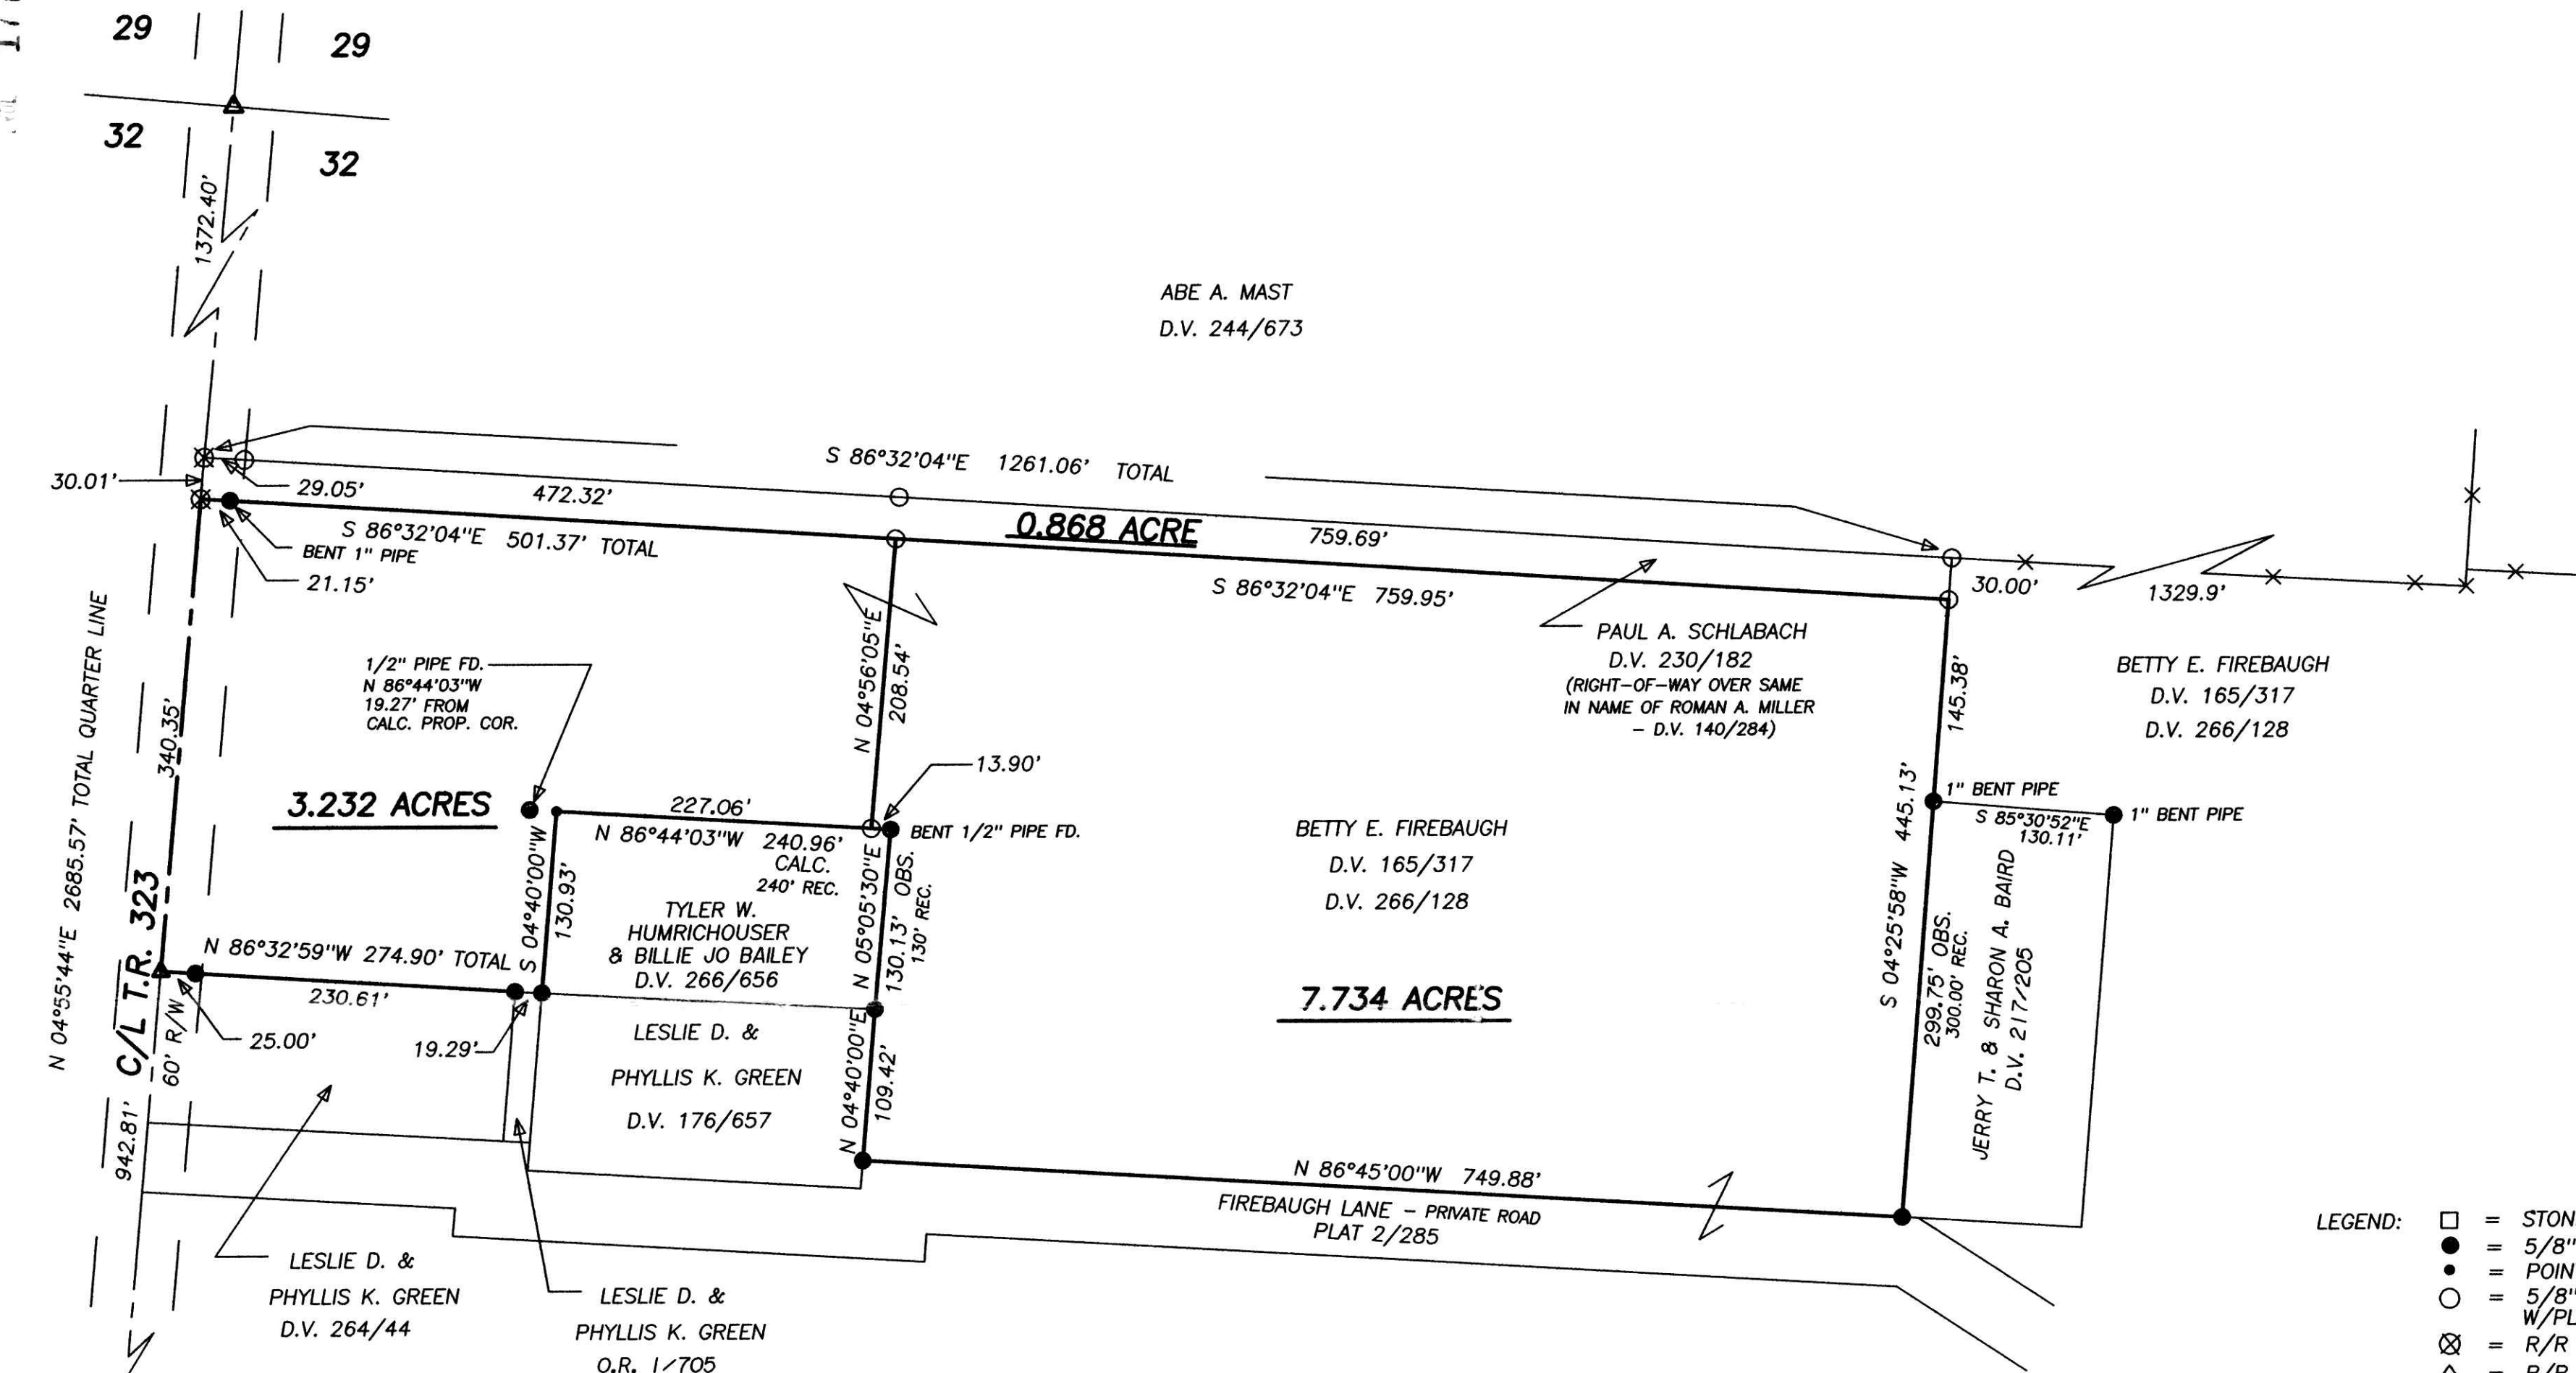 29
29
32
32
1372.40'
ABE A. MAST
D.V. 244/673
S 86°32'04"E 1261.06' TOTAL
30.01'
29.05'
472.32'
S 86°32'04"E 501.37' TOTAL
BENT 1" PIPE
21.15'
0.868 ACRE
759.69'
S 86°32'04"E 759.95'
30.00'
1329.9'
PAUL A. SCHLABACH
D.V. 230/182
(RIGHT-OF-WAY OVER SAME
IN NAME OF ROMAN A. MILLER
- D.V. 140/284)
BETTY E. FIREBAUGH
D.V. 165/317
D.V. 266/128
N 04°55'44"E 2685.57' TOTAL QUARTER LINE
340.35'
1/2" PIPE FD.
N 86°44'03"W
19.27' FROM
CALC. PROP. COR.
N 04°56'05"E
208.54'
13.90'
145.38'
3.232 ACRES
227.06'
N 86°44'03"W 240.96'
CALC.
240' REC.
BENT 1/2" PIPE FD.
BETTY E. FIREBAUGH
D.V. 165/317
D.V. 266/128
1" BENT PIPE
S 85°30'52"E
130.11'
1" BENT PIPE
S 04°25'58"W 445.13'
299.75' OBS.
300.00' REC.
JERRY T. & SHARON A. BAIRD
D.V. 217/205
S 04°40'00"W
130.93'
TYLER W.
HUMRICHOUSER
& BILLIE JO BAILEY
D.V. 266/656
N 05°05'30"E
130.13' OBS.
130' REC.
C/L T.R. 323
N 86°32'59"W 274.90' TOTAL
230.61'
60' R/W
25.00'
19.29'
LESLIE D. &
PHYLLIS K. GREEN
D.V. 176/657
N 04°40'00"E
109.42'
7.734 ACRES
942.81'
N 86°45'00"W 749.88'
FIREBAUGH LANE - PRIVATE ROAD
PLAT 2/285
LESLIE D. &
PHYLLIS K. GREEN
D.V. 264/44
LESLIE D. &
PHYLLIS K. GREEN
O.R. 1/705
LEGEND:
= STON
= 5/8"
= POIN
= 5/8"
W/PL
= R/R